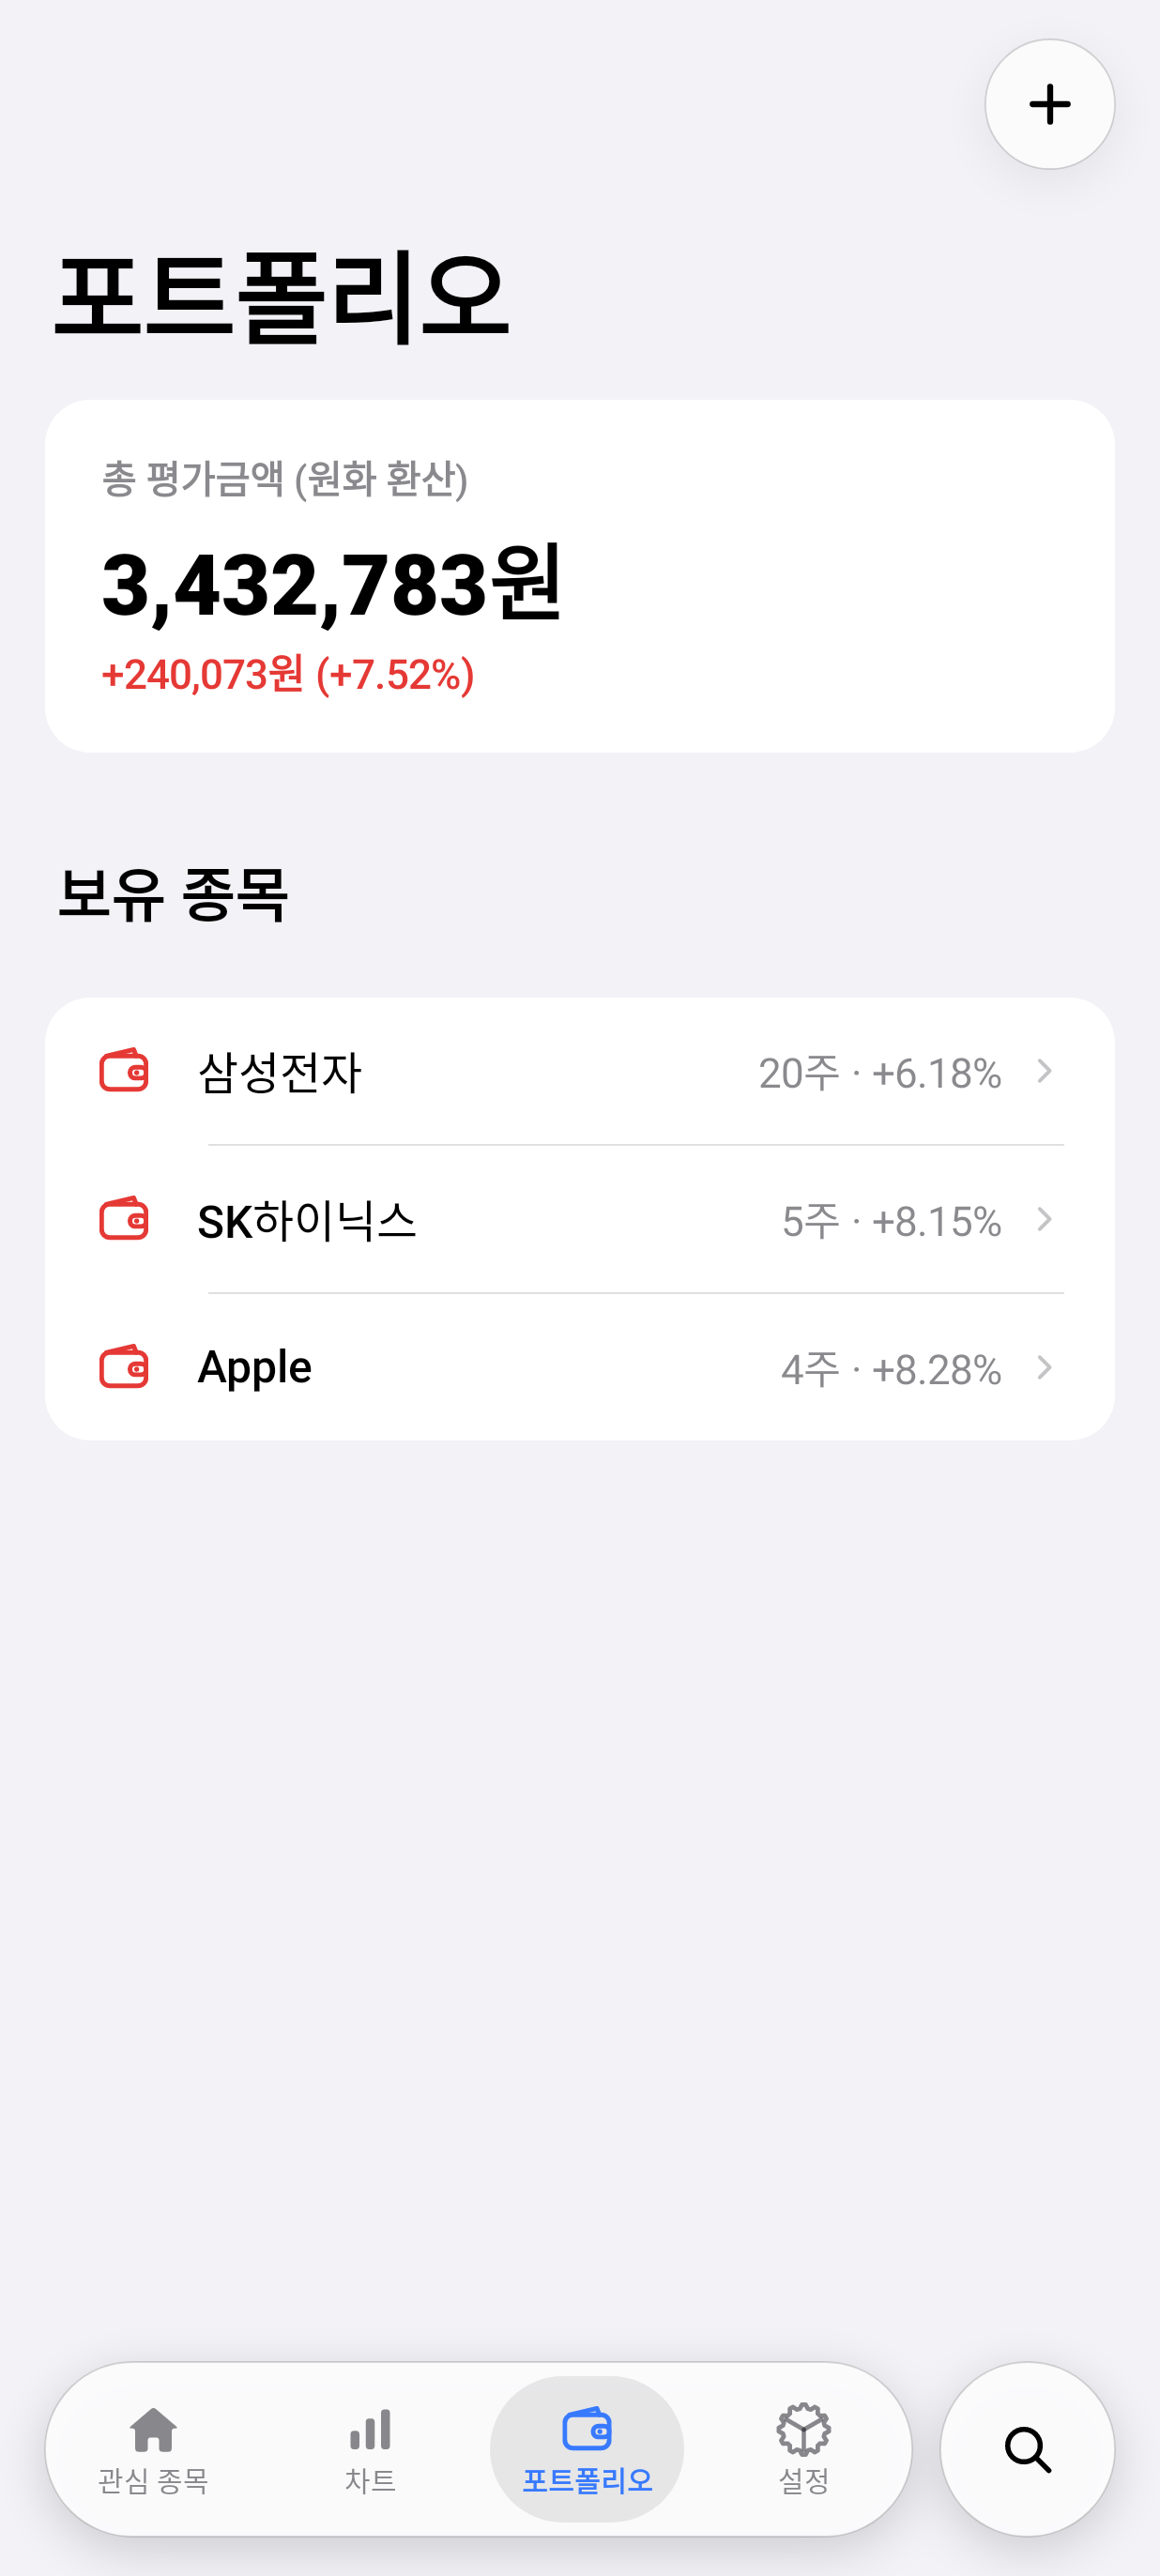 포트폴리오
총 평가금액 (원화 환산)
3,432,783원
+240,073원 (+7.52%)
보유 종목
삼성전자 20주 · +6.18%
SK하이닉스 5주 · +8.15%
Apple 4주 · +8.28%
관심 종목 차트 포트폴리오 설정